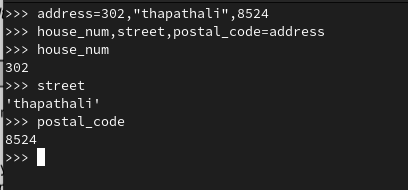 >>> address=302,"thapathali",8524
>>> house_num,street,postal_code=address
>>> house_num
302
>>> street
'thapathali'
>>> postal_code
8524
>>>